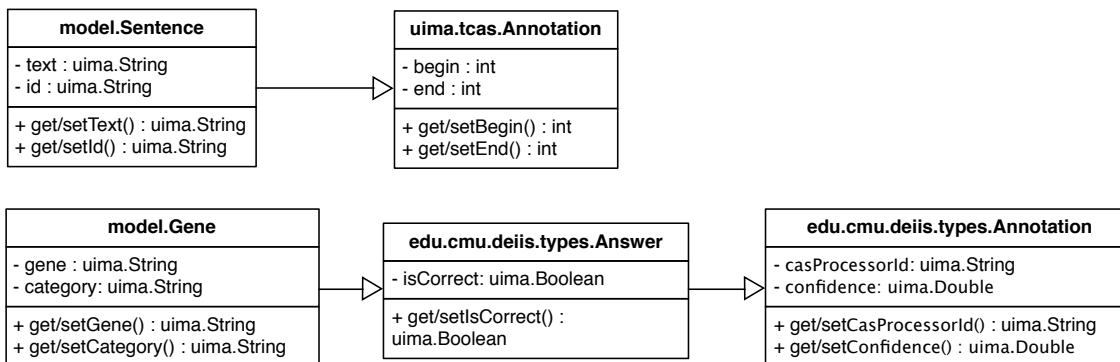 model.Sentence
- text : uima.String
- id : uima.String
+ get/setText() : uima.String
+ get/setId() : uima.String
uima.tcas.Annotation
- begin : int
- end : int
+ get/setBegin() : int
+ get/setEnd() : int
model.Gene
- gene : uima.String
- category: uima.String
+ get/setGene() : uima.String
+ get/setCategory() : uima.String
edu.cmu.deiis.types.Answer
- isCorrect: uima.Boolean
+ get/setIsCorrect() :
uima.Boolean
edu.cmu.deiis.types.Annotation
- casProcessorId: uima.String
- confidence: uima.Double
+ get/setCasProcessorId() : uima.String
+ get/setConfidence() : uima.Double